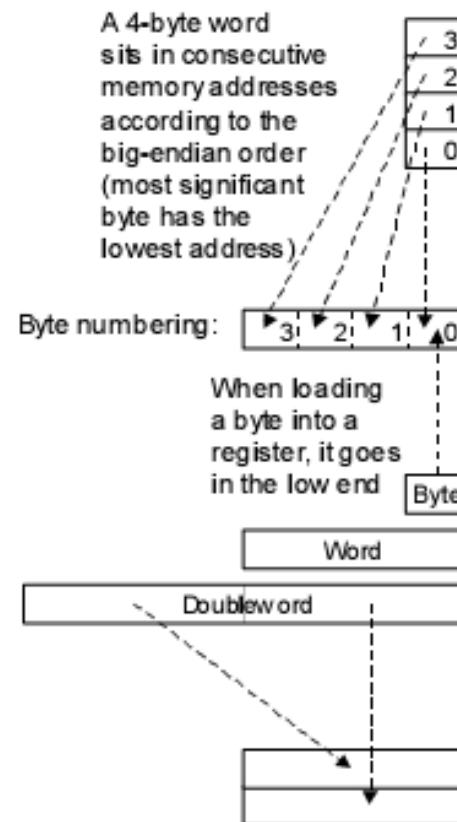 A 4-byte word
sits in consecutive
memory addresses
according to the
big-endian order
(most significant
byte has the
lowest address)
3
2
1
0
Byte numbering:
3 2 1 0
When loading
a byte into a
register, it goes
in the low end
Byte
Word
Doubleword